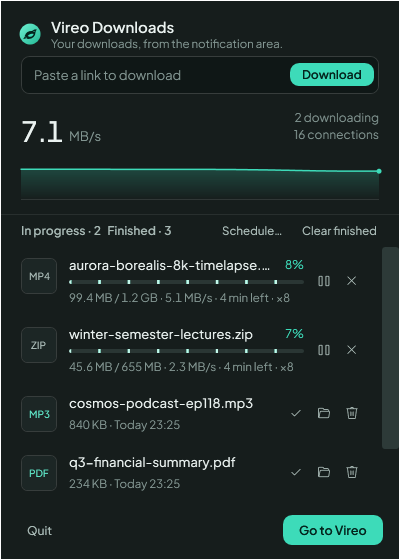 Vireo Downloads
Your downloads, from the notification area.
Paste a link to download
Download
7.1 MB/s
2 downloading
16 connections
In progress · 2 Finished · 3 Schedule... Clear finished
MP4
aurora-borealis-8k-timelapse.... 8%
99.4 MB / 1.2 GB · 5.1 MB/s · 4 min left · ×8
ZIP
winter-semester-lectures.zip 7%
45.6 MB / 655 MB · 2.3 MB/s · 4 min left · ×8
MP3
cosmos-podcast-ep118.mp3
840 KB · Today 23:25
PDF
q3-financial-summary.pdf
234 KB · Today 23:25
Quit
Go to Vireo